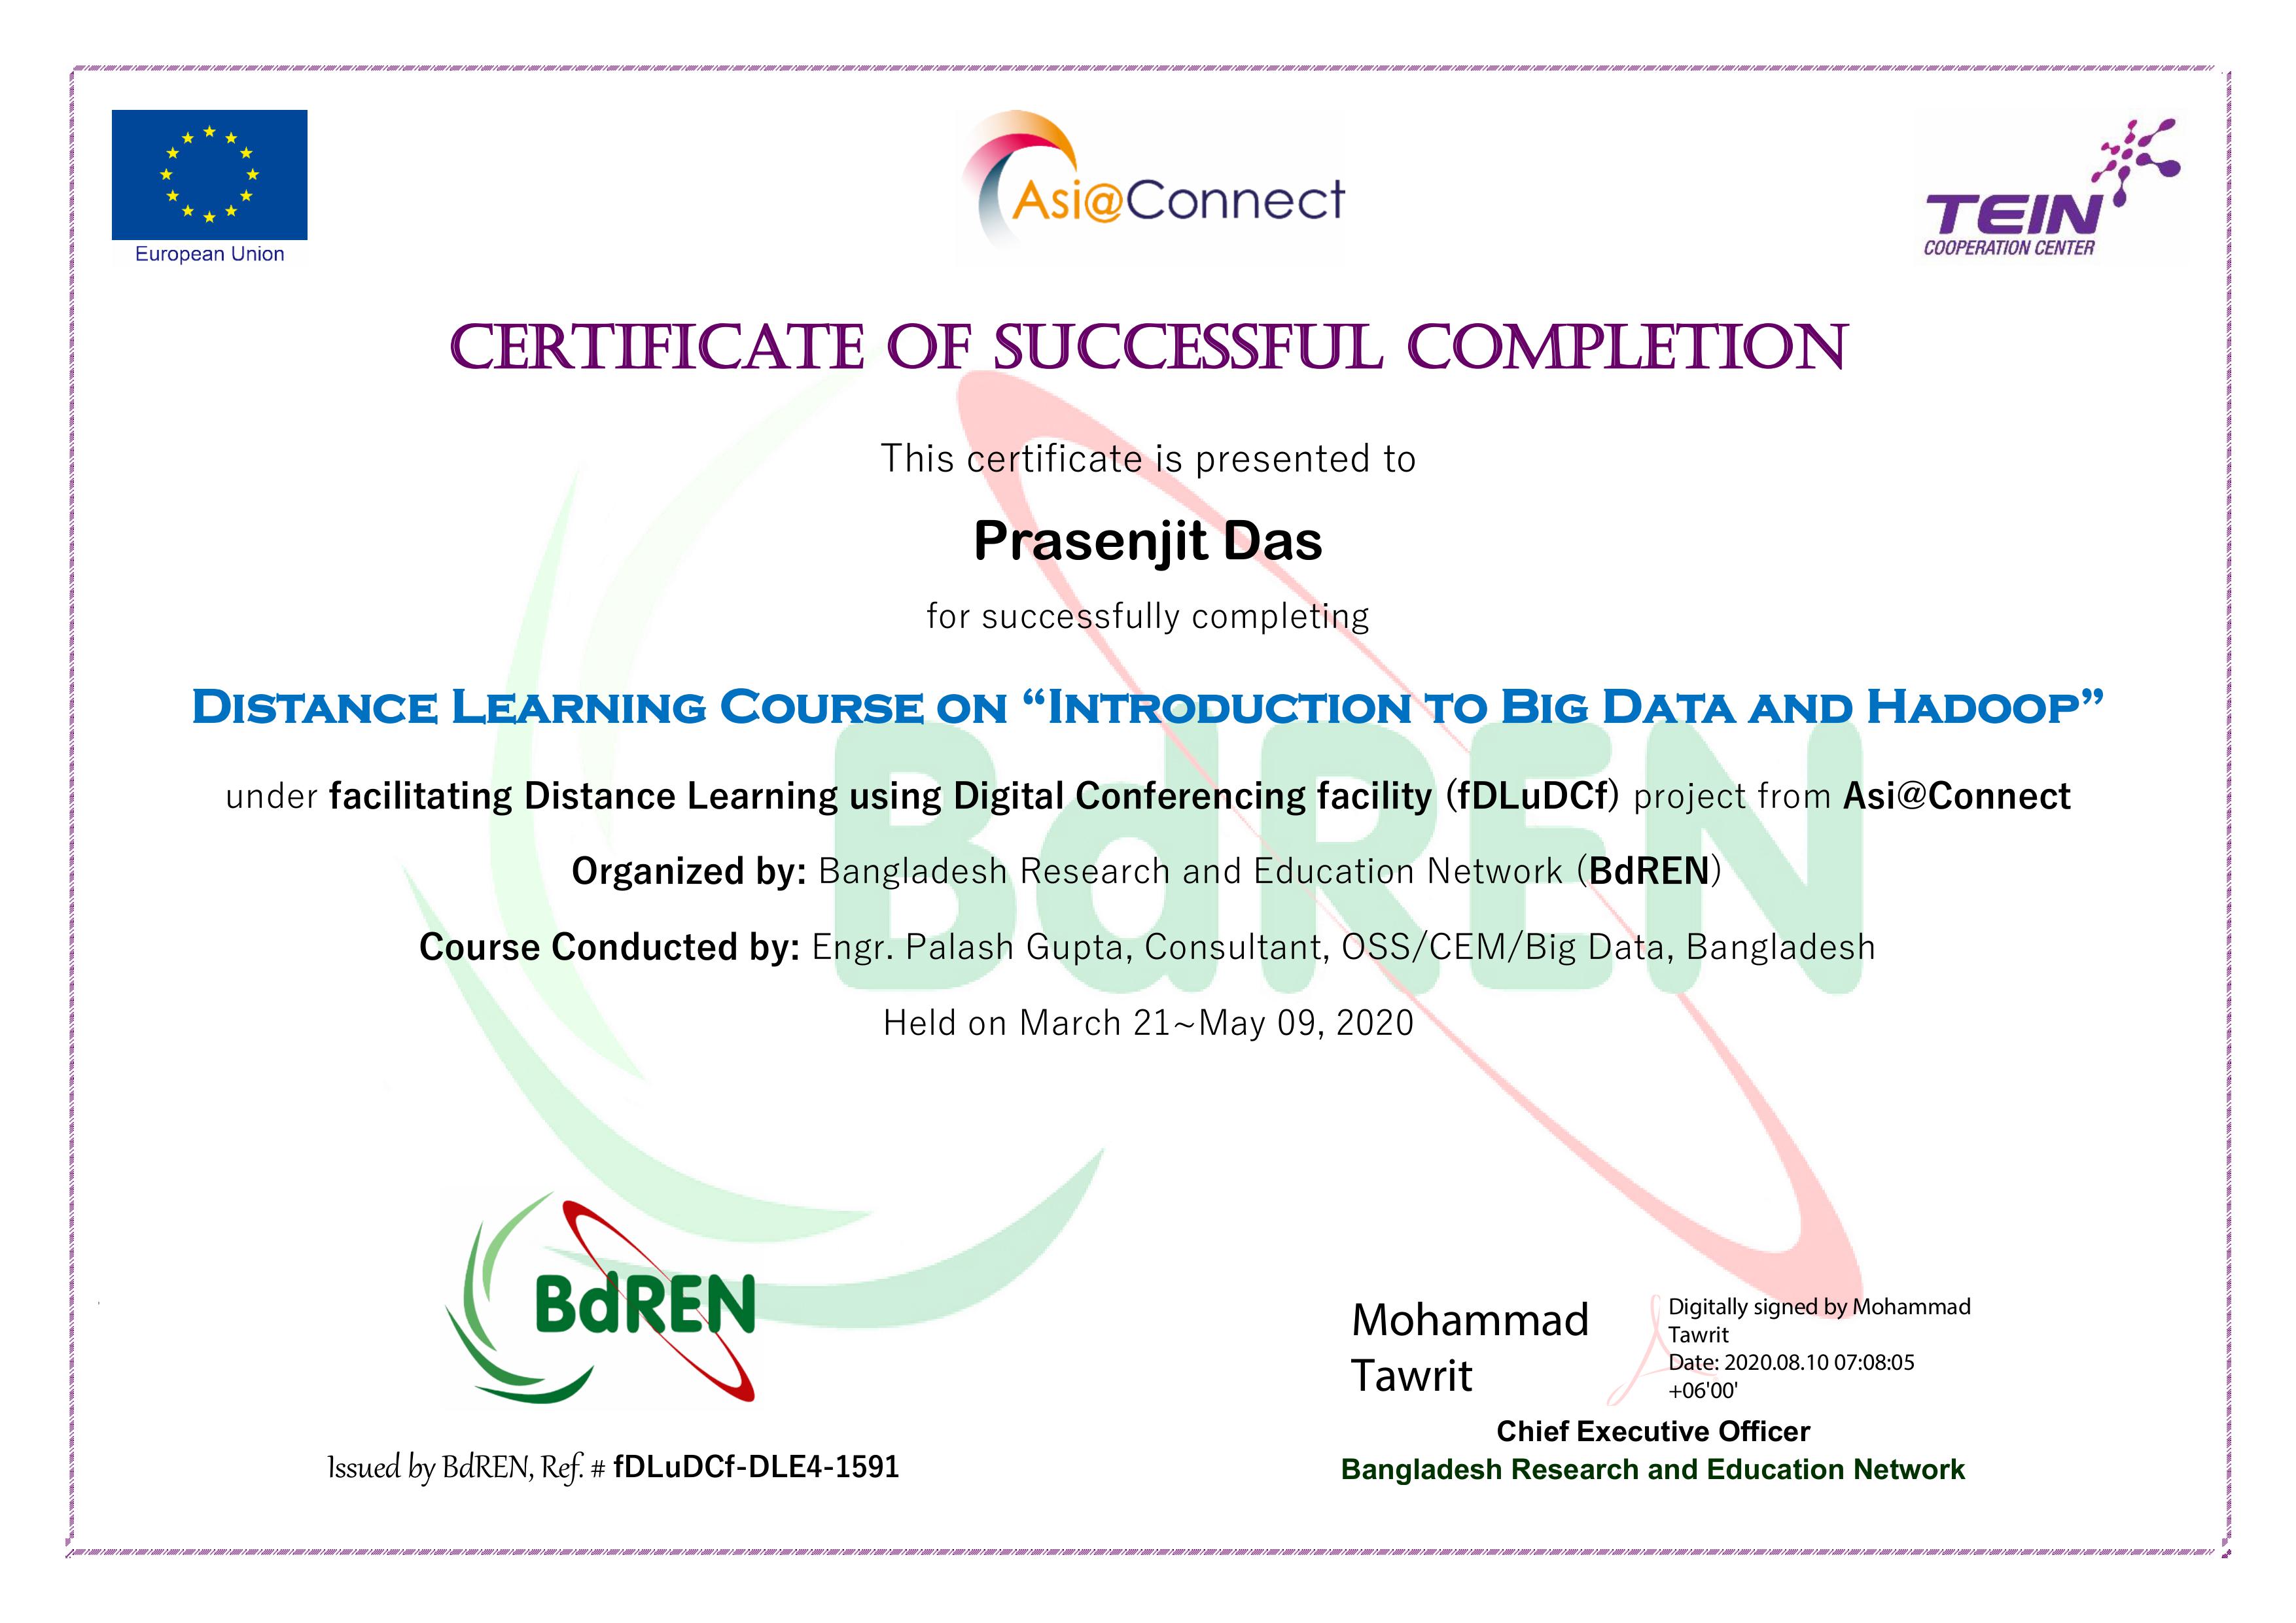 European Union
Asi@Connect
TEIN
COOPERATION CENTER
CERTIFICATE OF SUCCESSFUL COMPLETION
This certificate is presented to
Prasenjit Das
for successfully completing
DISTANCE LEARNING COURSE ON “INTRODUCTION TO BIG DATA AND HADOOP”
under facilitating Distance Learning using Digital Conferencing facility (fDLuDCf) project from Asi@Connect
Organized by: Bangladesh Research and Education Network (BdREN)
Course Conducted by: Engr. Palash Gupta, Consultant, OSS/CEM/Big Data, Bangladesh
Held on March 21~May 09, 2020
BdREN
BdREN
Issued by BdREN, Ref. # fDLuDCf-DLE4-1591
Mohammad
Tawrit
Digitally signed by Mohammad
Tawrit
Date: 2020.08.10 07:08:05
+06'00'
Chief Executive Officer
Bangladesh Research and Education Network